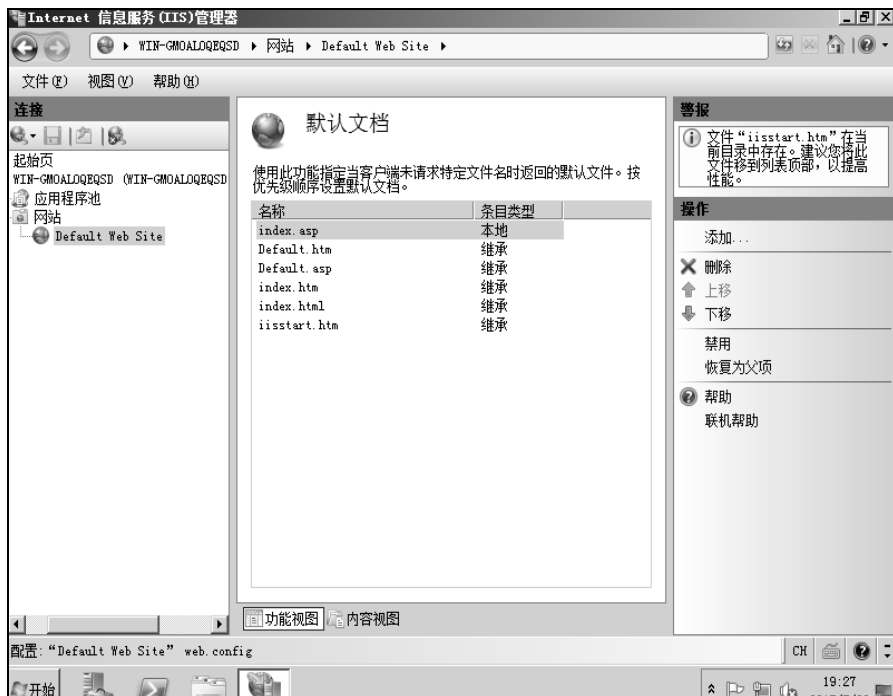 Internet 信息服务(IIS)管理器
WIN-GMOALOQEQSD 网站 Default Web Site
文件(F) 视图(V) 帮助(H)
连接
起始页
WIN-GMOALOQEQSD (WIN-GMOALOQEQSD
应用程序池
网站
Default Web Site
默认文档
使用此功能指定当客户端未请求特定文件名时返回的默认文件。按
优先级顺序设置默认文档。
名称 条目类型
index.asp 本地
Default.htm 继承
Default.asp 继承
index.htm 继承
index.html 继承
iisstart.htm 继承
功能视图 内容视图
警报
文件“iisstart.htm”在当
前目录中存在。建议您将此
文件移到列表顶部，以提高
性能。
操作
添加...
删除
上移
下移
禁用
恢复为父项
帮助
联机帮助
配置:“Default Web Site” web.config
CH
开始
19:27